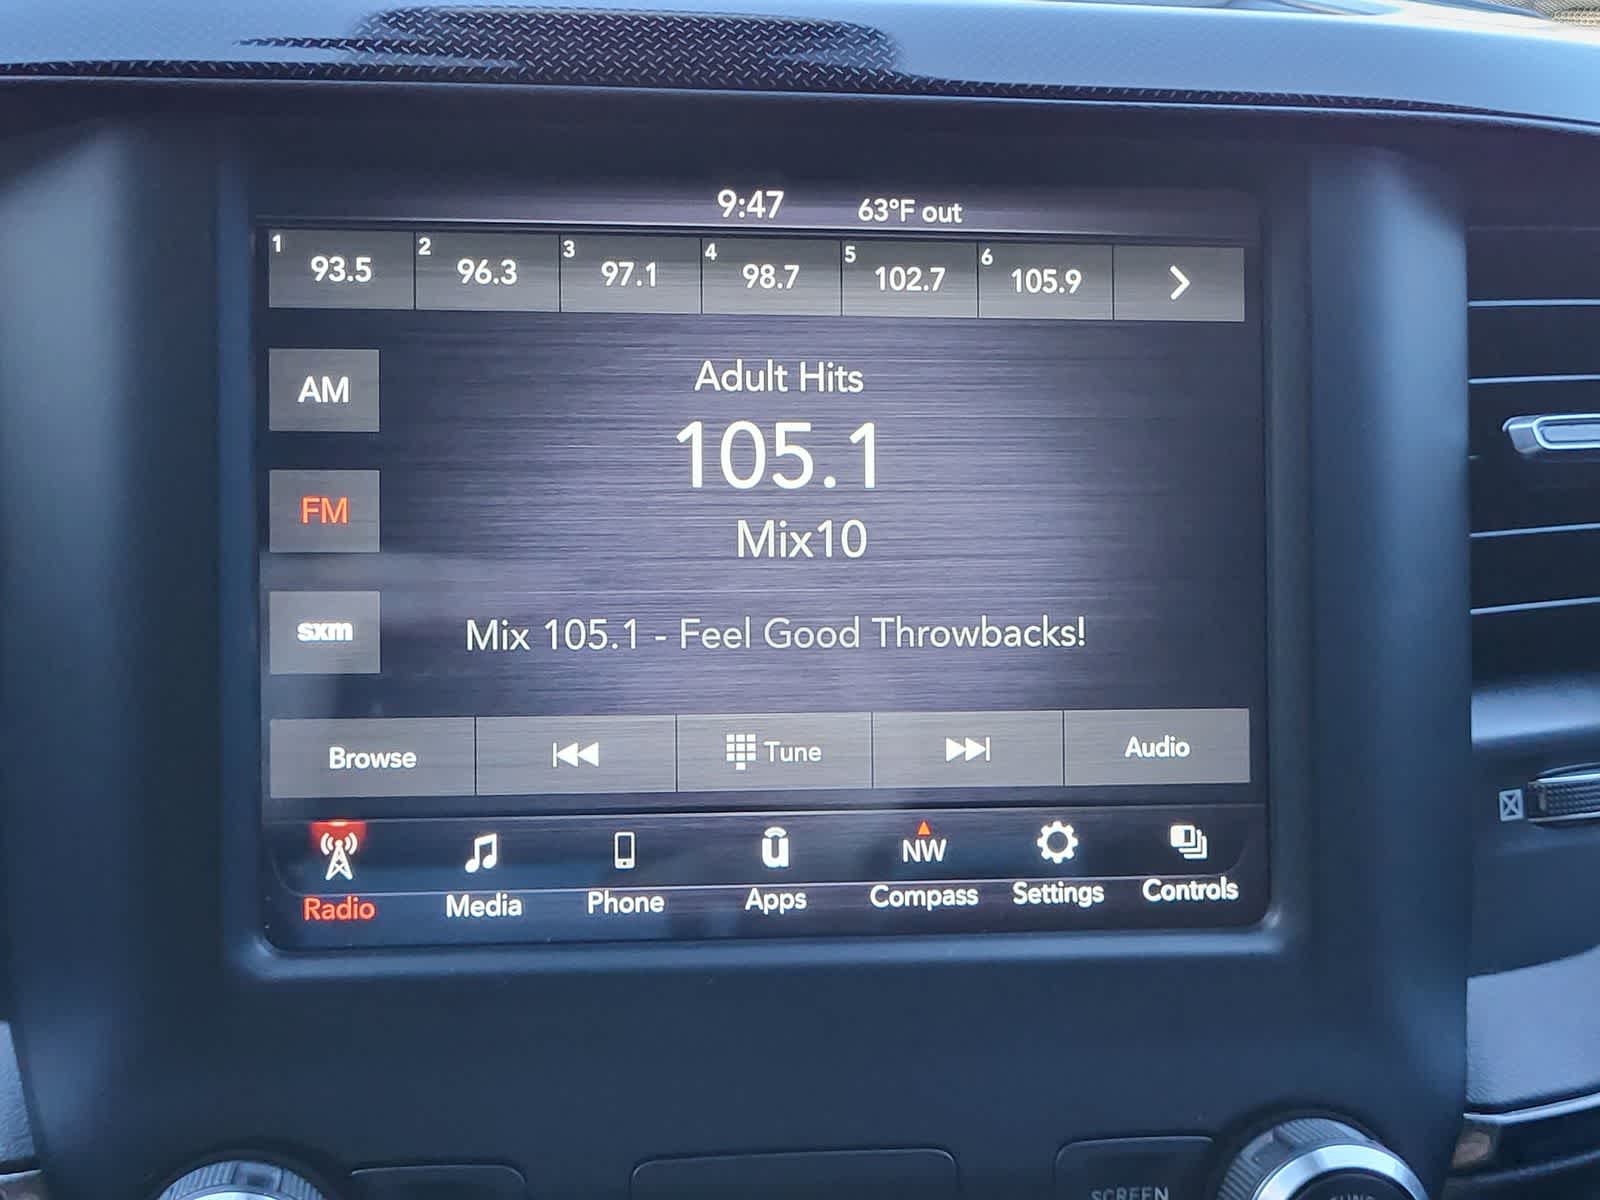 9:47 63°F out
1 93.5 2 96.3 3 97.1 4 98.7 5 102.7 6 105.9
Adult Hits
AM
105.1
FM
Mix10
sxm
Mix 105.1 - Feel Good Throwbacks!
Browse Tune Audio
NW
Radio Media Phone Apps Compass Settings Controls
SCREEN